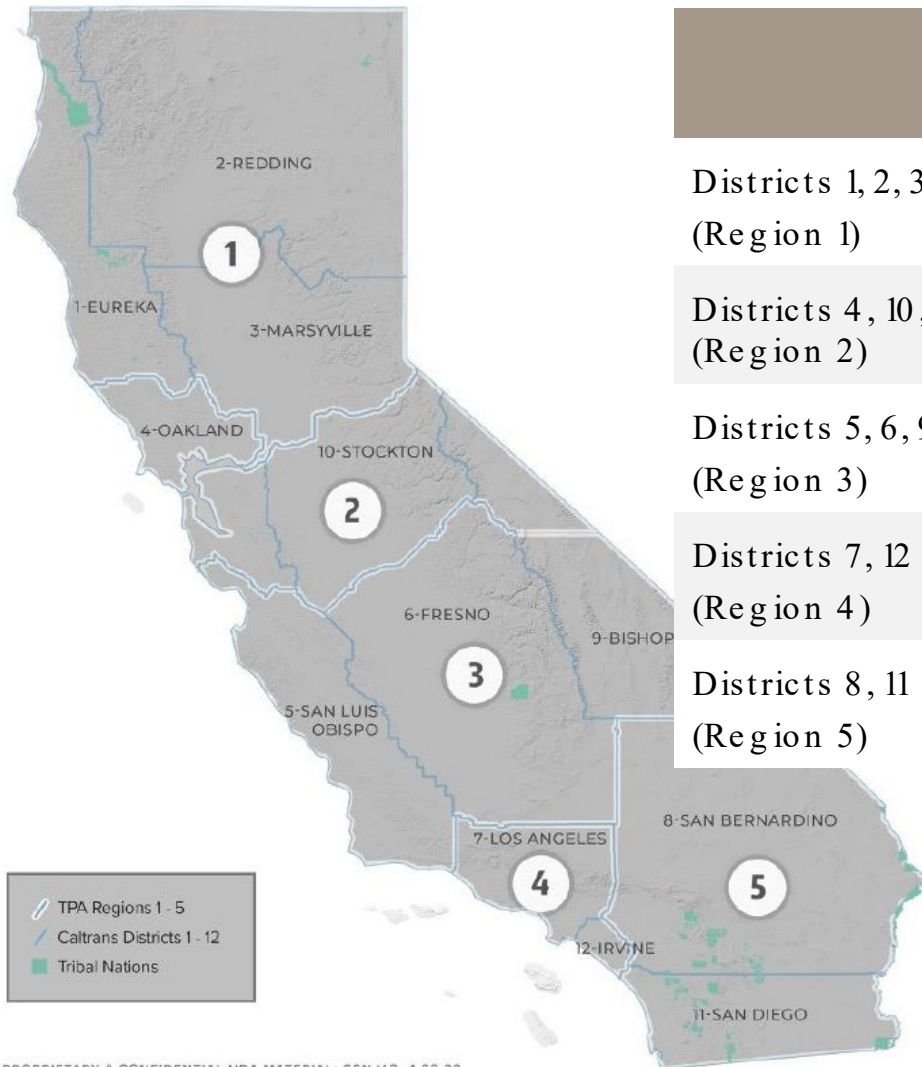 2-REDDING
1
1-EUREKA
3-MARSYVILLE
4-OAKLAND
10-STOCKTON
2
6-FRESNO
9-BISHOP
3
5-SAN LUIS
OBISPO
7-LOS ANGELES
8-SAN BERNARDINO
4
5
12-IRVINE
11-SAN DIEGO
TPA Regions 1 - 5
Caltrans Districts 1 - 12
Tribal Nations
Districts 1, 2, 3
(Region 1)
Districts 4, 10,
(Region 2)
Districts 5, 6, 9
(Region 3)
Districts 7, 12
(Region 4)
Districts 8, 11
(Region 5)